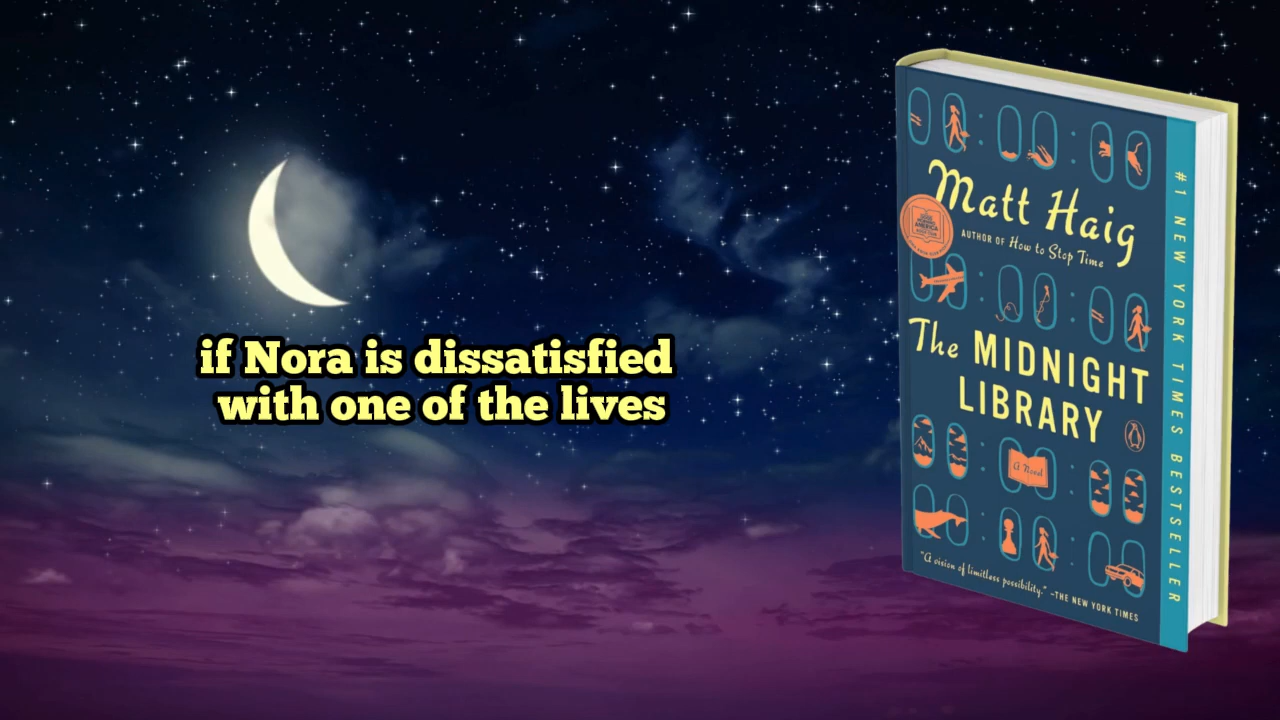 if Nora is dissatisfied
with one of the lives
Matt Haig
AUTHOR OF How to Stop Time
The MIDNIGHT
LIBRARY
A Novel
"A vision of limitless possibility." —THE NEW YORK TIMES
#1 NEW YORK TIMES BESTSELLER